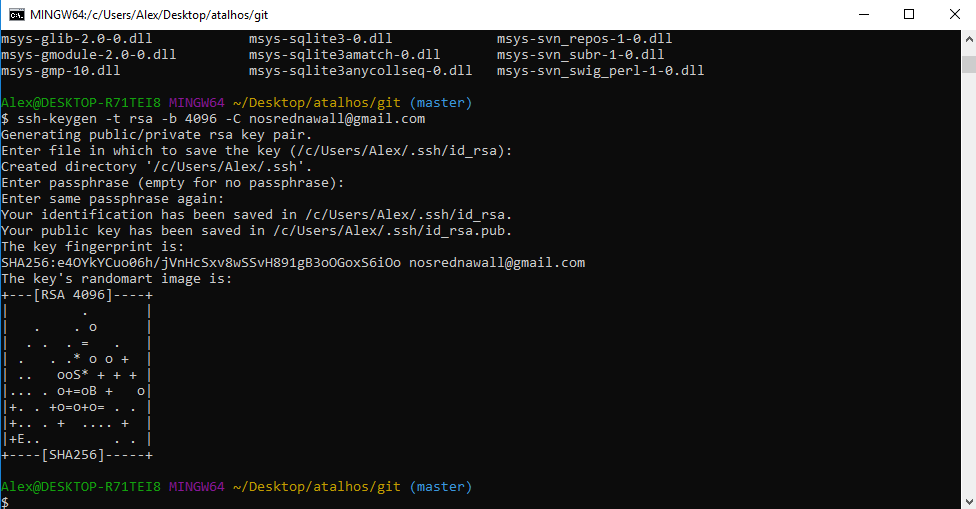 MINGW64:/c/Users/Alex/Desktop/atalhos/git
msys-glib-2.0-0.dll            msys-sqlite3-0.dll             msys-svn_repos-1-0.dll
msys-gmodule-2.0-0.dll         msys-sqlite3amatch-0.dll       msys-svn_subr-1-0.dll
msys-gmp-10.dll                msys-sqlite3anycollseq-0.dll   msys-svn_swig_perl-1-0.dll

Alex@DESKTOP-R71TEI8 MINGW64 ~/Desktop/atalhos/git (master)
$ ssh-keygen -t rsa -b 4096 -C nosrednawall@gmail.com
Generating public/private rsa key pair.
Enter file in which to save the key (/c/Users/Alex/.ssh/id_rsa):
Created directory '/c/Users/Alex/.ssh'.
Enter passphrase (empty for no passphrase):
Enter same passphrase again:
Your identification has been saved in /c/Users/Alex/.ssh/id_rsa.
Your public key has been saved in /c/Users/Alex/.ssh/id_rsa.pub.
The key fingerprint is:
SHA256:e4OYkYCuo06h/jVnHcSxv8wSSvH891gB3oOGoxS6iOo nosrednawall@gmail.com
The key's randomart image is:
+---[RSA 4096]----+
|         .       |
|   .    . o      |
|  . .  . =   .   |
| .   . .* o o +  |
| ..   ooS* + + + |
|... . o+=oB +   o|
|+. . +o=o+o= . . |
|+.. . +  .... +  |
|+E..         . . |
+----[SHA256]-----+

Alex@DESKTOP-R71TEI8 MINGW64 ~/Desktop/atalhos/git (master)
$